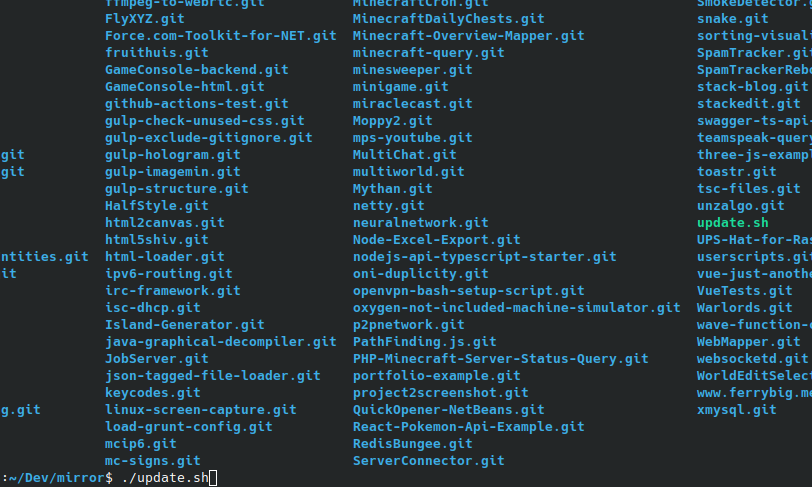 ffmpeg-to-webrtc.git MinecraftCron.git SmokeDetector.g
FlyXYZ.git MinecraftDailyChests.git snake.git
Force.com-Toolkit-for-NET.git Minecraft-Overview-Mapper.git sorting-visuali
fruithuis.git minecraft-query.git SpamTracker.git
GameConsole-backend.git minesweeper.git SpamTrackerRebo
GameConsole-html.git minigame.git stack-blog.git
github-actions-test.git miraclecast.git stackedit.git
gulp-check-unused-css.git Moppy2.git swagger-ts-api-
gulp-exclude-gitignore.git mps-youtube.git teamspeak-query
git gulp-hologram.git MultiChat.git three-js-exampl
git gulp-imagemin.git multiworld.git toastr.git
gulp-structure.git Mythan.git tsc-files.git
HalfStyle.git netty.git unzalgo.git
html2canvas.git neuralnetwork.git update.sh
html5shiv.git Node-Excel-Export.git UPS-Hat-for-Ras
ntities.git html-loader.git nodejs-api-typescript-starter.git userscripts.git
it ipv6-routing.git oni-duplicity.git vue-just-anothe
irc-framework.git openvpn-bash-setup-script.git VueTests.git
isc-dhcp.git oxygen-not-included-machine-simulator.git Warlords.git
Island-Generator.git p2pnetwork.git wave-function-c
java-graphical-decompiler.git PathFinding.js.git WebMapper.git
JobServer.git PHP-Minecraft-Server-Status-Query.git websocketd.git
json-tagged-file-loader.git portfolio-example.git WorldEditSelect
keycodes.git project2screenshot.git www.ferrybig.me
g.git linux-screen-capture.git QuickOpener-NetBeans.git xmysql.git
load-grunt-config.git React-Pokemon-Api-Example.git
mcip6.git RedisBungee.git
mc-signs.git ServerConnector.git
:~/Dev/mirror$ ./update.sh